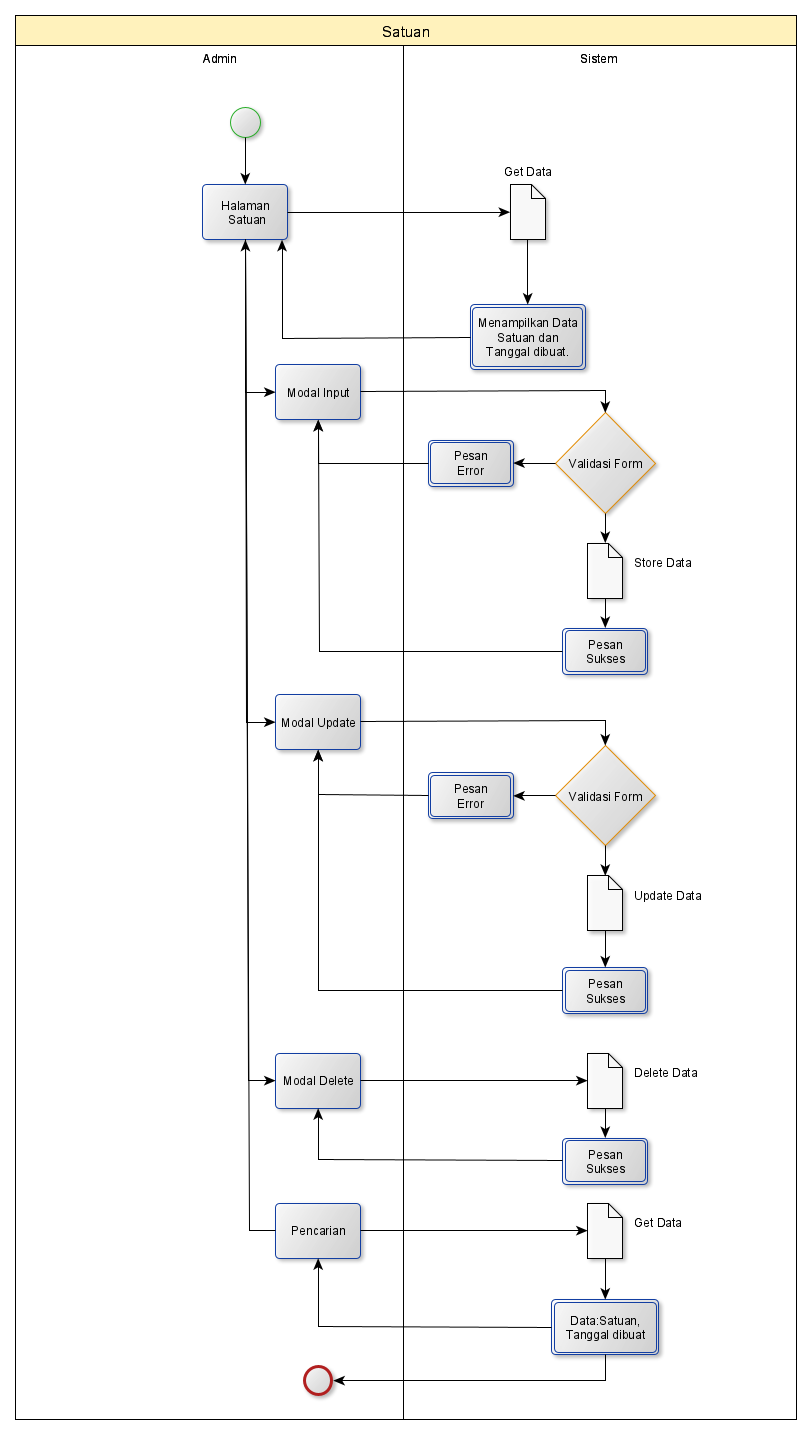 Satuan
Admin
Sistem
Get Data
Halaman
Satuan
Menampilkan Data
Satuan dan
Tanggal dibuat.
Modal Input
Pesan
Error
Validasi Form
Store Data
Pesan
Sukses
Modal Update
Pesan
Error
Validasi Form
Update Data
Pesan
Sukses
Modal Delete
Delete Data
Pesan
Sukses
Pencarian
Get Data
Data:Satuan,
Tanggal dibuat